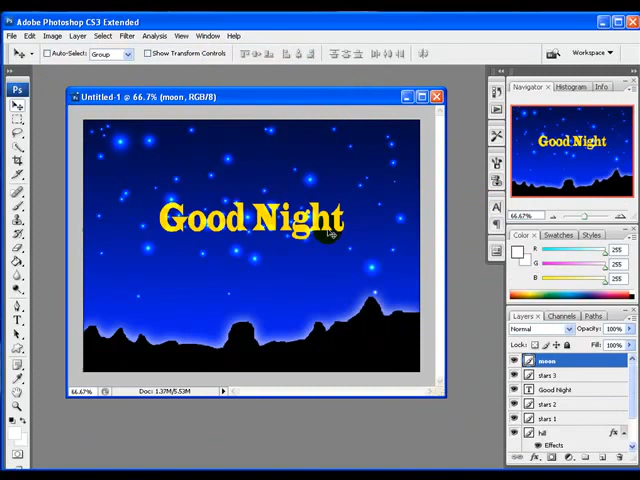 Adobe Photoshop CS3 Extended
File Edit Image Layer Select Filter Analysis View Window Help
Auto-Select: Group Show Transform Controls Workspace
Ps
Untitled-1 @ 66.7% (moon, RGB/8)
Good Night
66.67% Doc: 1.37M/5.53M
Navigator Histogram Info
Good Night
66.67%
Color Swatches Styles
R 255
G 255
B 255
Layers Channels Paths
Normal Opacity: 100%
Lock: Fill: 100%
moon
stars 3
T Good Night
stars 2
stars 1
hill fx
Effects